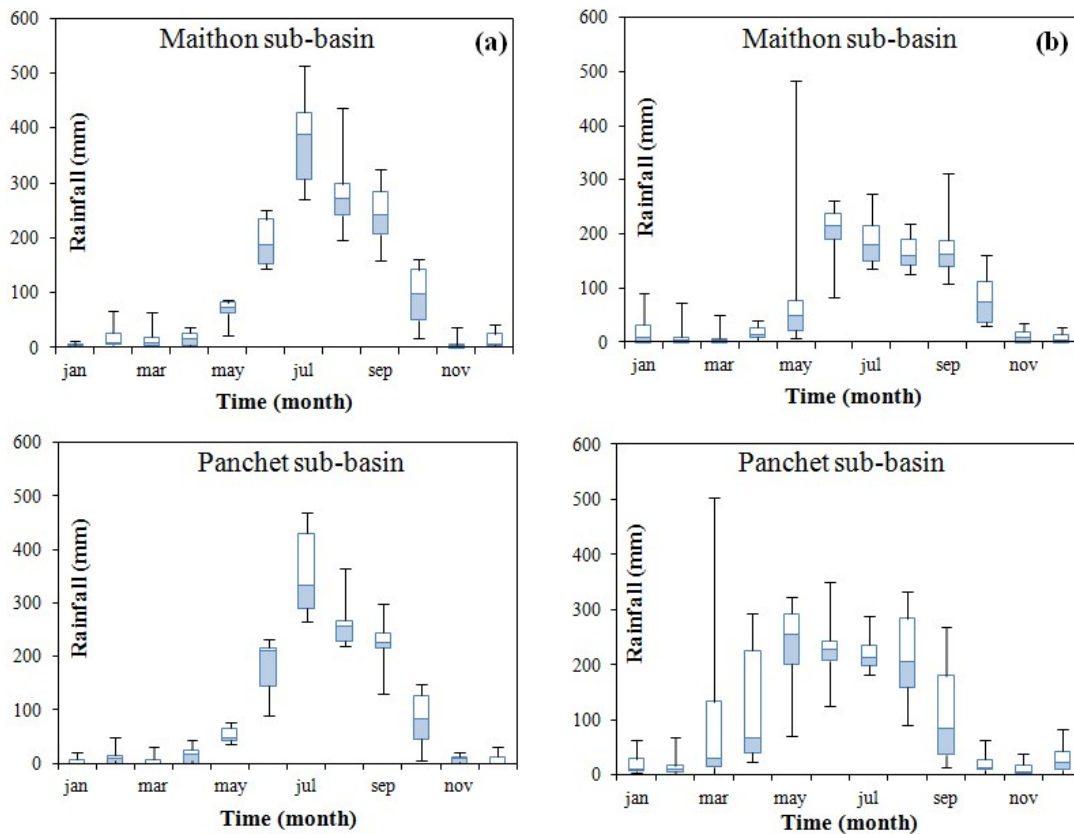 Maithon sub-basin (a)
Rainfall (mm)
600
500
400
300
200
100
0
jan mar may jul sep nov
Time (month)
Maithon sub-basin (b)
Rainfall (mm)
600
500
400
300
200
100
0
jan mar may jul sep nov
Time (month)
Panchet sub-basin
Rainfall (mm)
600
500
400
300
200
100
0
jan mar may jul sep nov
Time (month)
Panchet sub-basin
Rainfall (mm)
600
500
400
300
200
100
0
jan mar may jul sep nov
Time (month)